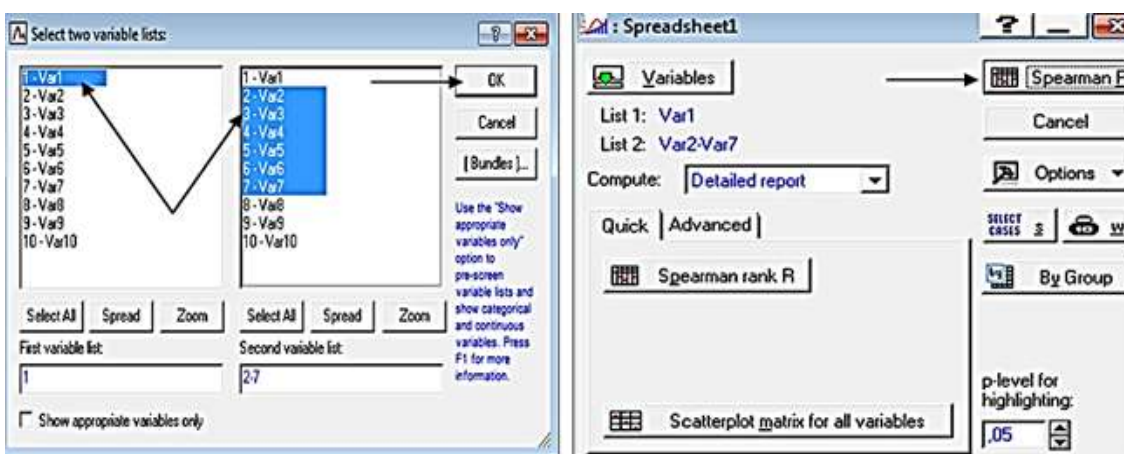 Select two variable lists:
1 - Var1
2 - Var2
3 - Var3
4 - Var4
5 - Var5
6 - Var6
7 - Var7
8 - Var8
9 - Var9
10 - Var10
1 - Var1
2 - Var2
3 - Var3
4 - Var4
5 - Var5
6 - Var6
7 - Var7
8 - Var8
9 - Var9
10 - Var10
OK
Cancel
[Bundles]...
Use the "Show
appropriate
variables only"
option to
pre-screen
variable lists and
show categorical
and continuous
variables. Press
F1 for more
information.
Select All Spread Zoom
Select All Spread Zoom
First variable list:
1
Second variable list:
2-7
Show appropriate variables only
: Spreadsheet1
Variables
List 1: Var1
List 2: Var2-Var7
Compute: Detailed report
Quick Advanced
Spearman rank R
Scatterplot matrix for all variables
Spearman R
Cancel
Options
SELECT
CASES S W
By Group
p-level for
highlighting:
,05